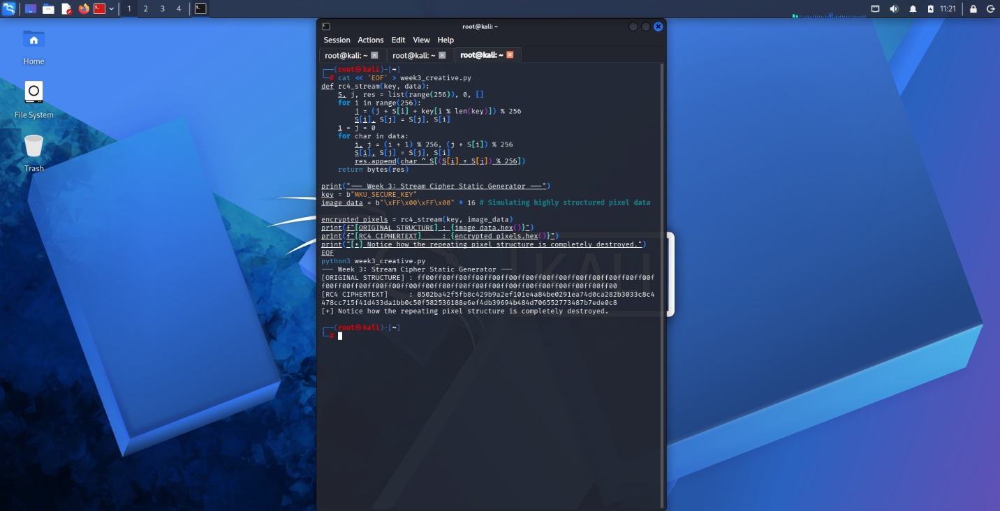 1 2 3 4 11:21
root@kali: ~
Session Actions Edit View Help
root@kali: ~ root@kali: ~ root@kali: ~
Home
File System
Trash
┌──(root㉿kali)-[~]
└─# cat << 'EOF' > week3_creative.py
def rc4_stream(key, data):
    S, j, res = list(range(256)), 0, []
    for i in range(256):
        j = (j + S[i] + key[i % len(key)]) % 256
        S[i], S[j] = S[j], S[i]
    i = j = 0
    for char in data:
        i, j = (i + 1) % 256, (j + S[i]) % 256
        S[i], S[j] = S[j], S[i]
        res.append(char ^ S[(S[i] + S[j]) % 256])
    return bytes(res)
print("─── Week 3: Stream Cipher Static Generator ───")
key = b"MKU_SECURE_KEY"
image_data = b"\xFF\x00\xFF\x00" * 16 # Simulating highly structured pixel data
encrypted_pixels = rc4_stream(key, image_data)
print(f"[ORIGINAL STRUCTURE] : {image_data.hex()}")
print(f"[RC4 CIPHERTEXT]     : {encrypted_pixels.hex()}")
print("[+] Notice how the repeating pixel structure is completely destroyed.")
EOF
python3 week3_creative.py
─── Week 3: Stream Cipher Static Generator ───
[ORIGINAL STRUCTURE] : ff00ff00ff00ff00ff00ff00ff00ff00ff00ff00ff00ff00ff00ff00ff00ff00f
f00ff00ff00ff00ff00ff00ff00ff00ff00ff00ff00ff00ff00ff00ff00ff00
[RC4 CIPHERTEXT]     : 8502ba42f5fb8c429b9a2ef101e4a84be0291ea74d0ca282b3033c8c4
478cc715f41d433da1bb0c50f582536188e6ef4db39694b484d706552773487b7ede0c8
[+] Notice how the repeating pixel structure is completely destroyed.
┌──(root㉿kali)-[~]
└─#
KALI